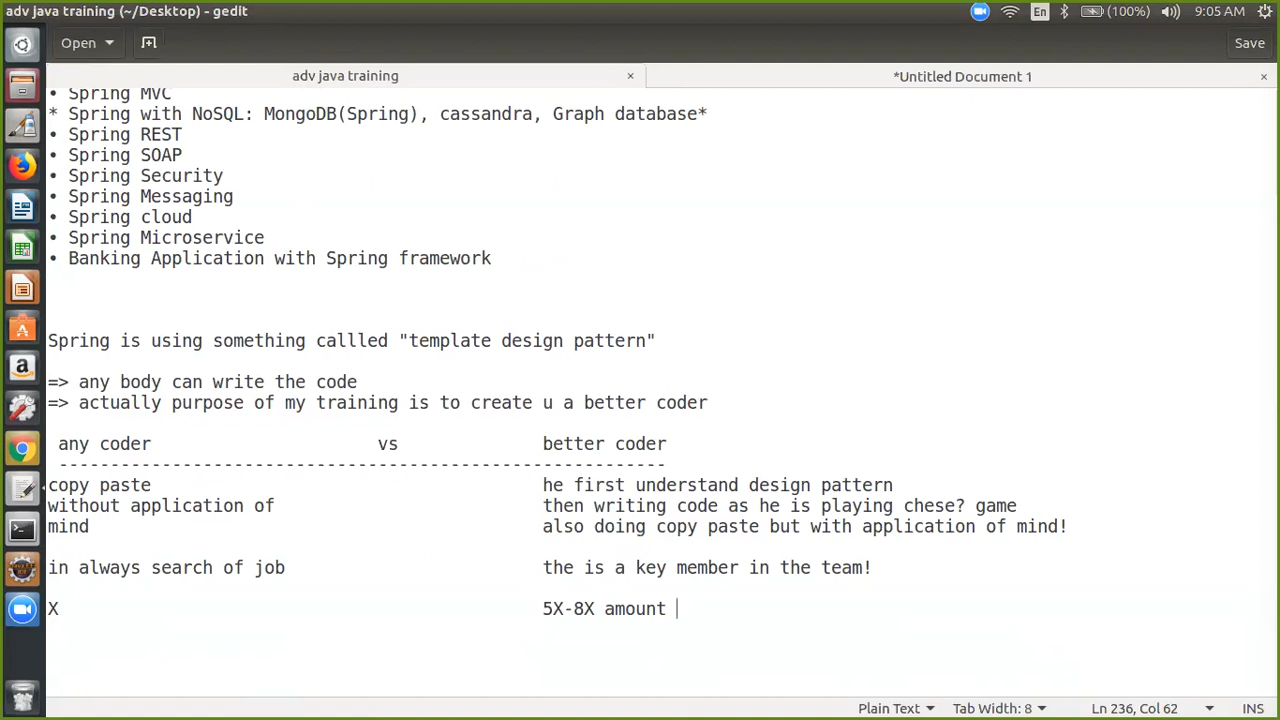 adv java training (~/Desktop) - gedit
En
(100%)
9:05 AM
Open
Save
adv java training ×
*Untitled Document 1 ×
• Spring MVC
* Spring with NoSQL: MongoDB(Spring), cassandra, Graph database*
• Spring REST
• Spring SOAP
• Spring Security
• Spring Messaging
• Spring cloud
• Spring Microservice
• Banking Application with Spring framework
Spring is using something callled "template design pattern"
=> any body can write the code
=> actually purpose of my training is to create u a better coder
any coder vs better coder
-----------------------------------------------------------
copy paste he first understand design pattern
without application of then writing code as he is playing chese? game
mind also doing copy paste but with application of mind!
in always search of job the is a key member in the team!
X 5X-8X amount
Plain Text
Tab Width: 8
Ln 236, Col 62
INS